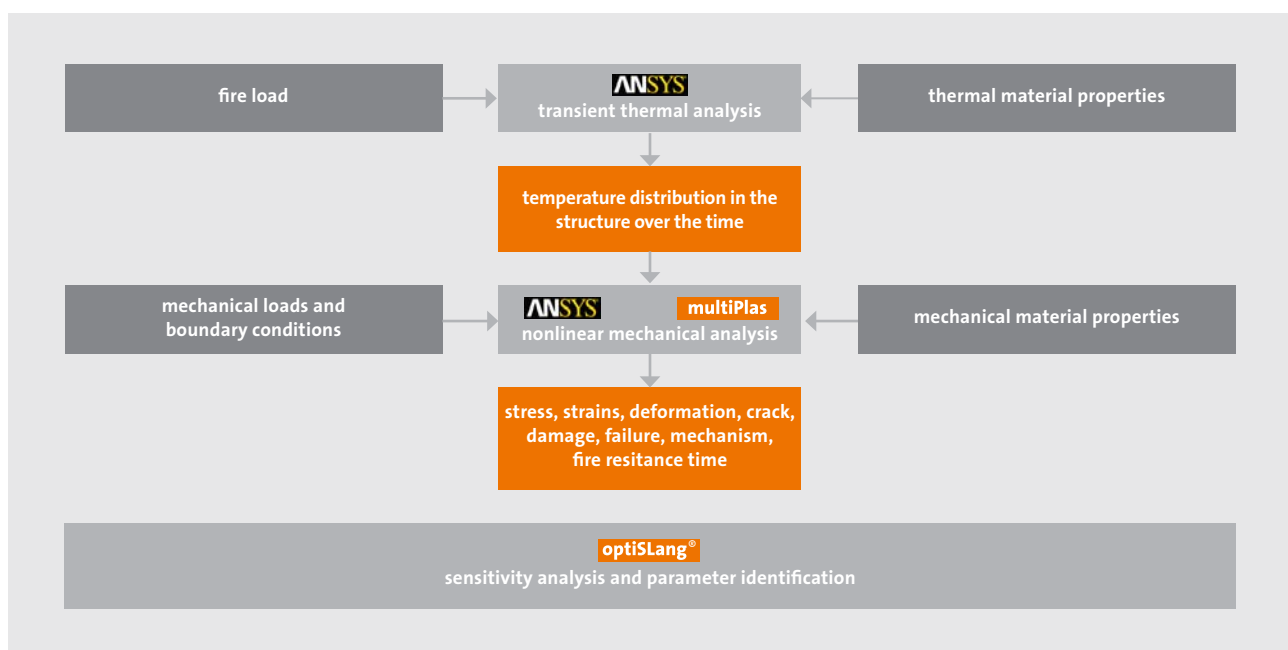 fire load
ANSYS
transient thermal analysis
thermal material properties
temperature distribution in the
structure over the time
mechanical loads and
boundary conditions
ANSYS
multiPlas
nonlinear mechanical analysis
mechanical material properties
stress, strains, deformation, crack,
damage, failure, mechanism,
fire resitance time
optiSLang®
sensitivity analysis and parameter identification